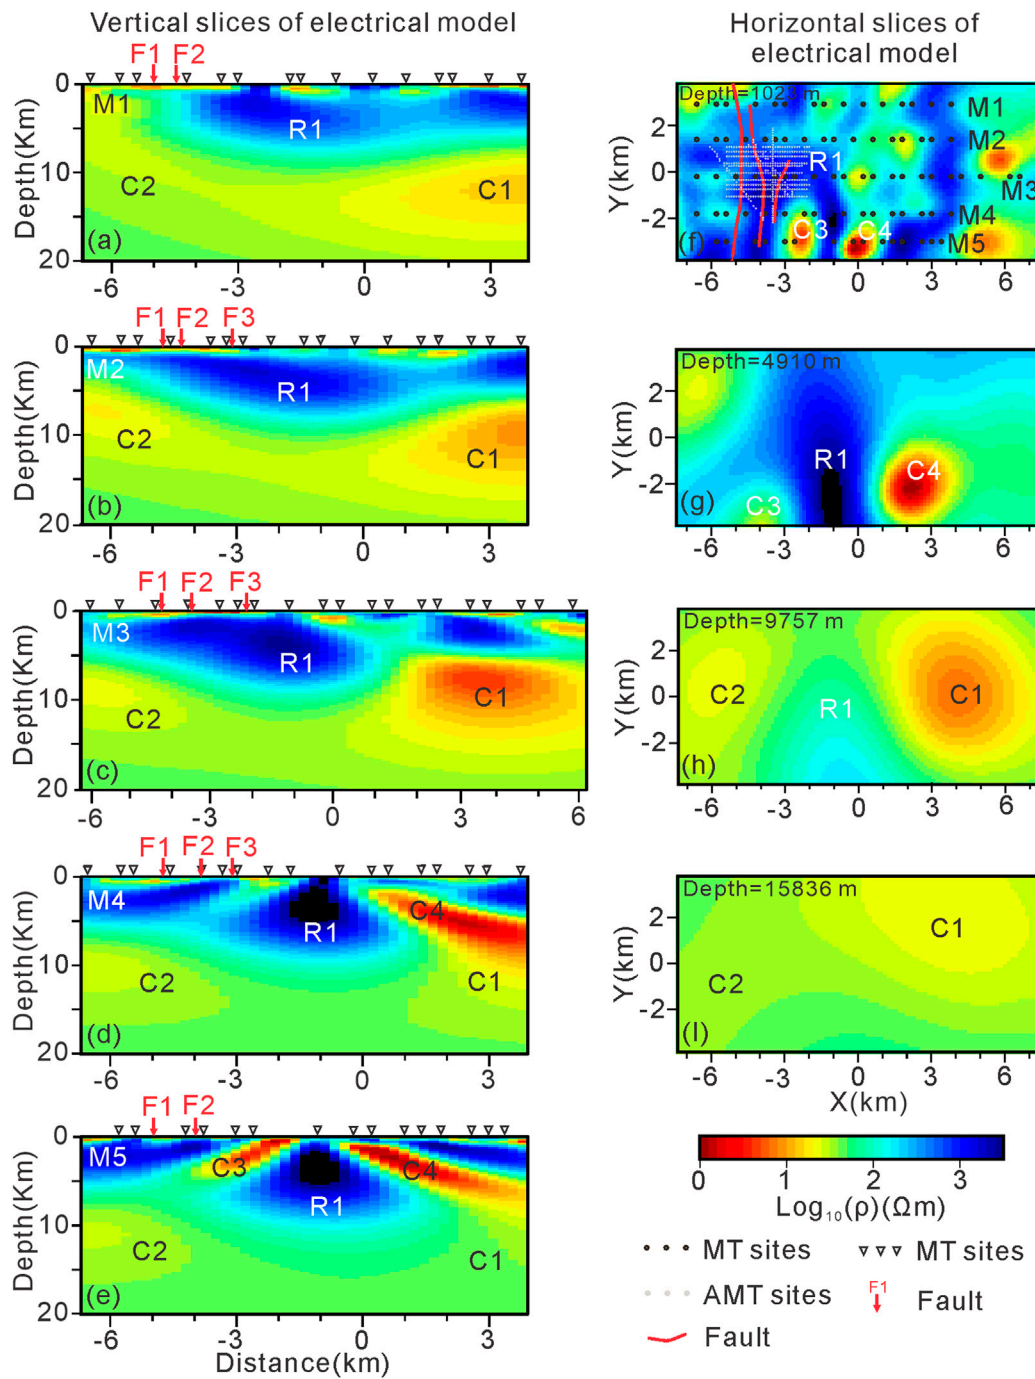 Vertical slices of electrical model
F1 F2
0
10
20
Depth(Km)
M1
R1
C2
C1
(a)
-6 -3 0 3
F1 F2 F3
0
10
20
Depth(Km)
M2
R1
C2
C1
(b)
-6 -3 0 3
F1 F2 F3
0
10
20
Depth(Km)
M3
R1
C2
C1
(c)
-6 -3 0 3 6
F1 F2 F3
0
10
20
Depth(Km)
M4
C4
R1
C2
C1
(d)
-6 -3 0 3
F1 F2
0
10
20
Depth(Km)
M5
C3
C4
R1
C2
C1
(e)
-6 -3 0 3
Distance(km)
Horizontal slices of
electrical model
Depth=1023 m
M1
M2
R1
M3
M4
C3 C4
M5
2
0
-2
Y(km)
(f)
-6 -3 0 3 6
Depth=4910 m
2
0
-2
Y(km)
R1
C4
C3
(g)
-6 -3 0 3 6
Depth=9757 m
2
0
-2
Y(km)
C2
R1
C1
(h)
-6 -3 0 3 6
Depth=15836 m
2
0
-2
Y(km)
C1
C2
(I)
-6 -3 0 3 6
X(km)
0 1 2 3
Log₁₀(ρ)(Ωm)
MT sites
MT sites
AMT sites
F1
Fault
Fault